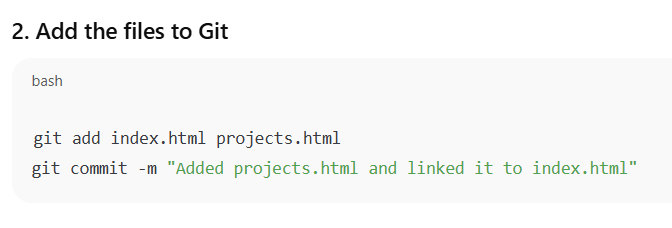 2. Add the files to Git
bash
git add index.html projects.html
git commit -m "Added projects.html and linked it to index.html"